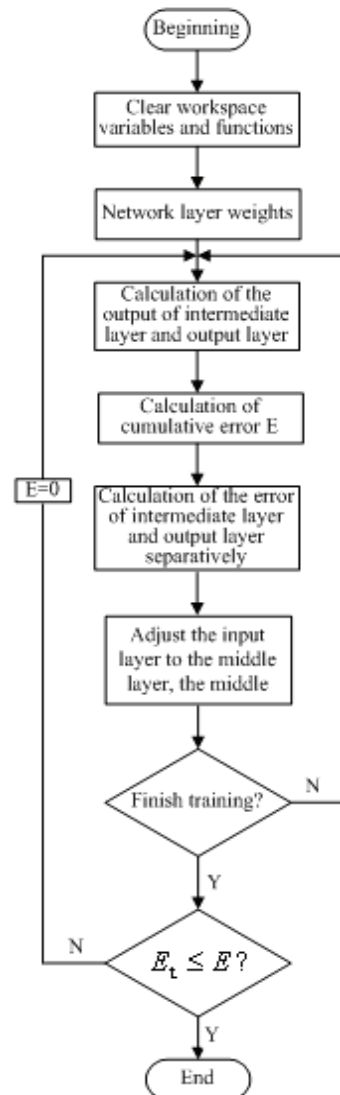 Beginning
Clear workspace
variables and functions
Network layer weights
Calculation of the
output of intermediate
layer and output layer
Calculation of
cumulative error E
E=0
Calculation of the error
of intermediate layer
and output layer
separatively
Adjust the input
layer to the middle
layer, the middle
Finish training?
N
Y
N
E_t ≤ E?
Y
End